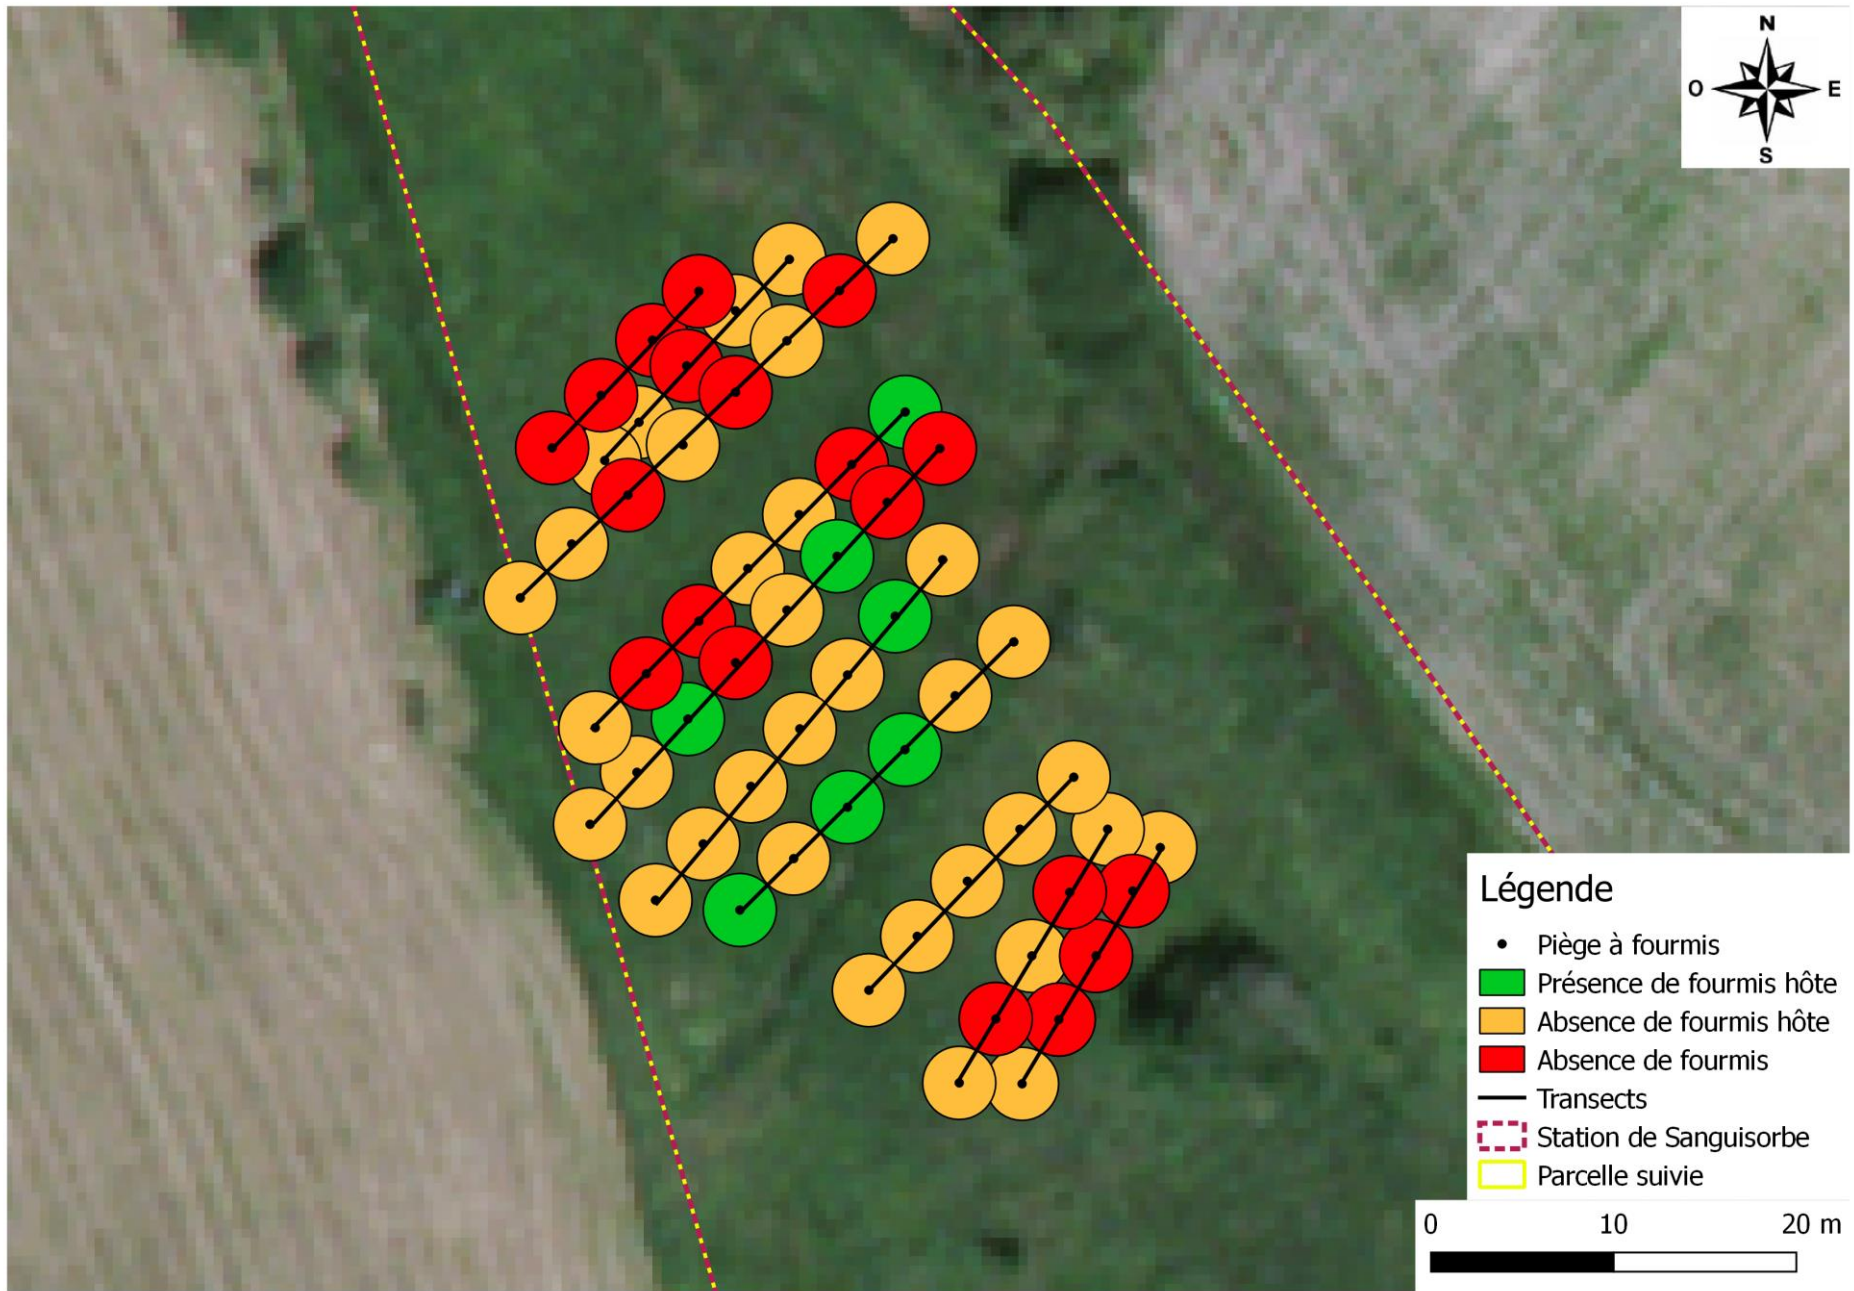 N
O E
S
Légende
Piège à fourmis
Présence de fourmis hôte
Absence de fourmis hôte
Absence de fourmis
Transects
Station de Sanguisorbe
Parcelle suivie
0 10 20 m